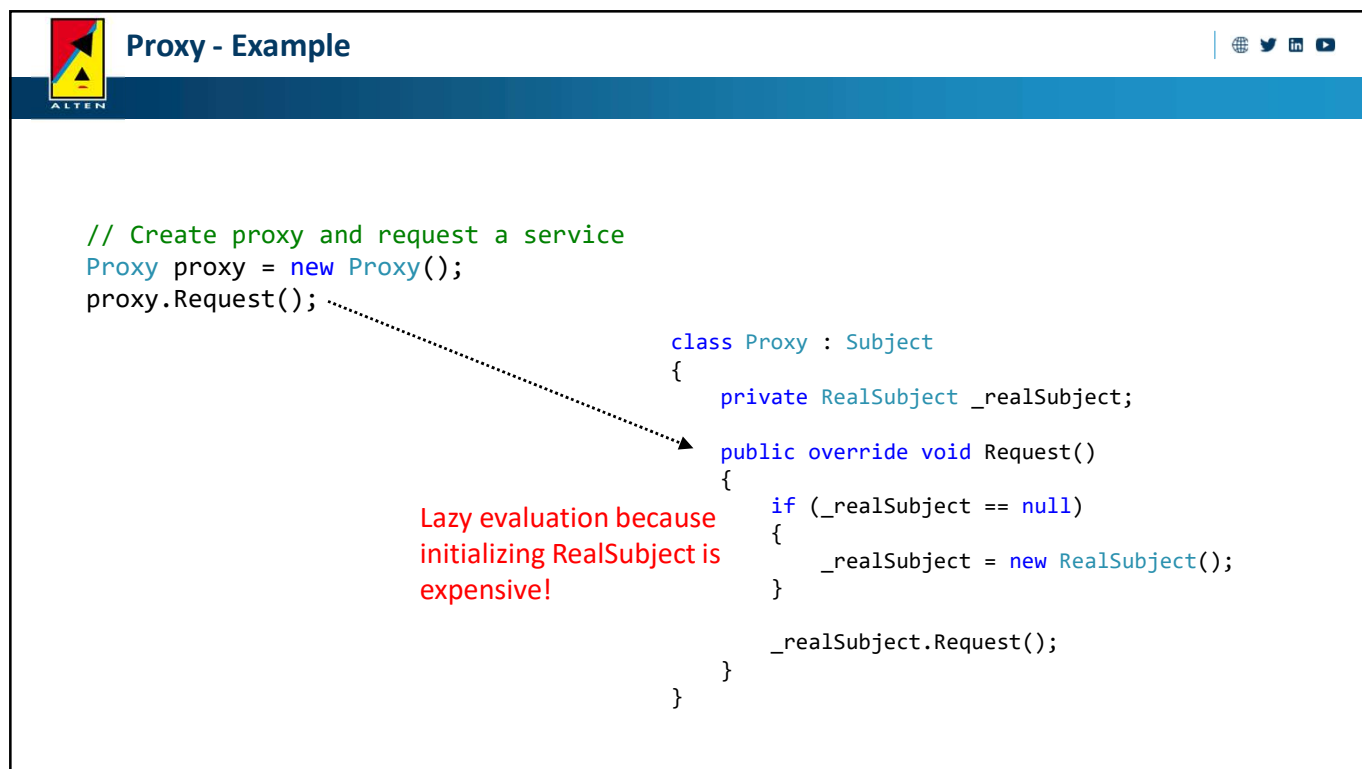 Proxy - Example
ALTEN
// Create proxy and request a service
Proxy proxy = new Proxy();
proxy.Request();
class Proxy : Subject
{
    private RealSubject _realSubject;
    public override void Request()
    {
        if (_realSubject == null)
        {
            _realSubject = new RealSubject();
        }
        _realSubject.Request();
    }
}
Lazy evaluation because
initializing RealSubject is
expensive!